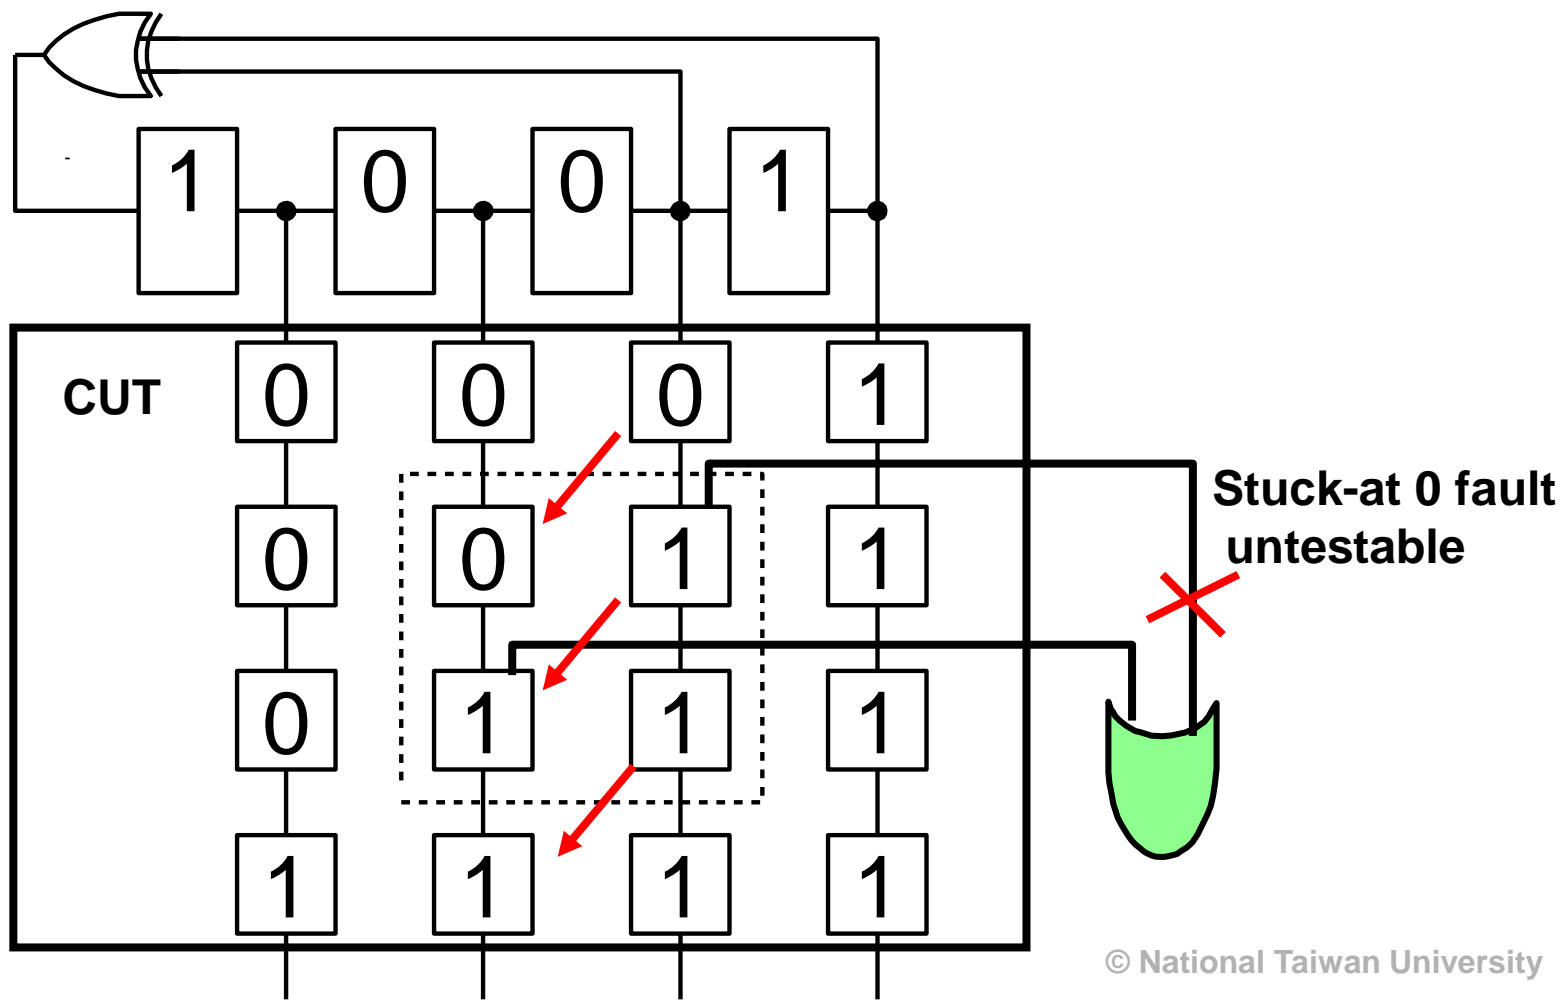 1 0 0 1
CUT
0 0 0 1
0 0 1 1
Stuck-at 0 fault
untestable
0 1 1 1
1 1 1 1
© National Taiwan University